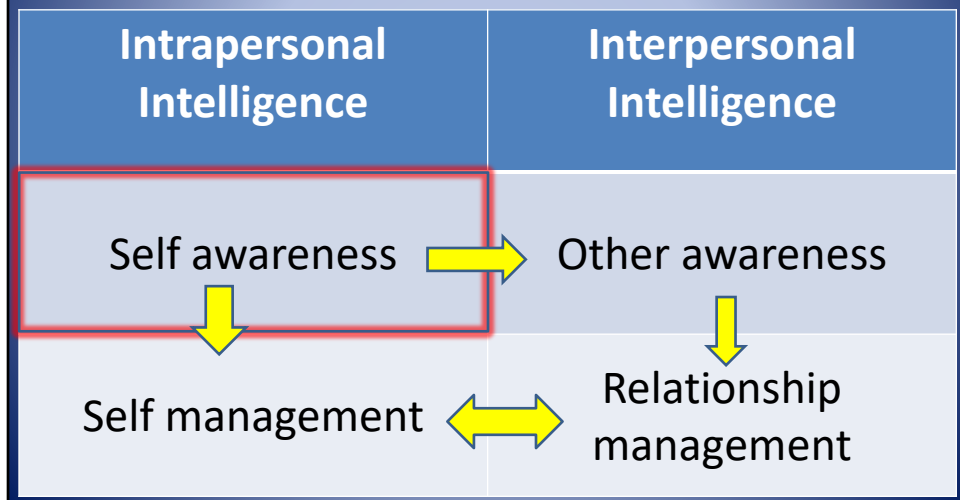 Intrapersonal
Intelligence
Interpersonal
Intelligence
Self awareness
Other awareness
Self management
Relationship
management